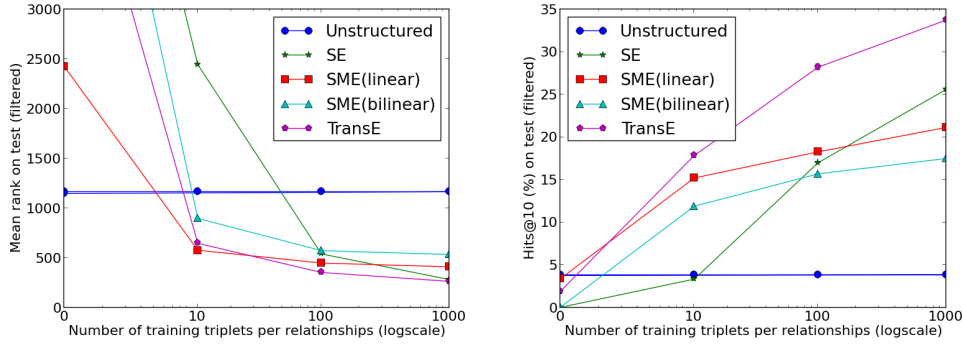 Mean rank on test (filtered)
3000
2500
2000
1500
1000
500
0
0 10 100 1000
Number of training triplets per relationships (logscale)
Unstructured
SE
SME(linear)
SME(bilinear)
TransE
Hits@10 (%) on test (filtered)
35
30
25
20
15
10
5
0
0 10 100 1000
Number of training triplets per relationships (logscale)
Unstructured
SE
SME(linear)
SME(bilinear)
TransE